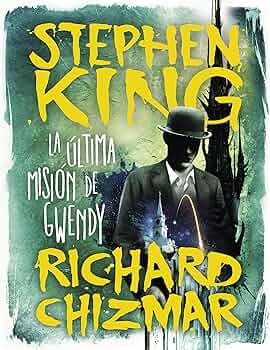 STEPHEN
KING
LA ÚLTIMA
MISIÓN DE
GWENDY
RICHARD
CHIZMAR